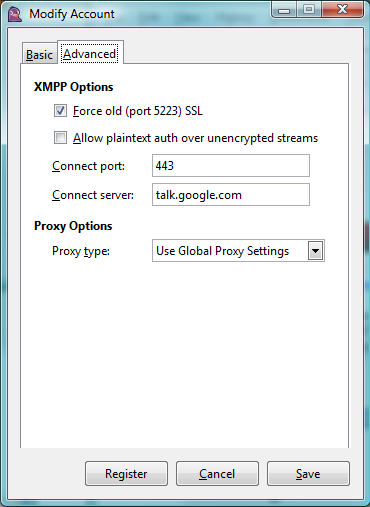 Modify Account
Basic
Advanced
XMPP Options
Force old (port 5223) SSL
Allow plaintext auth over unencrypted streams
Connect port: 443
Connect server: talk.google.com
Proxy Options
Proxy type: Use Global Proxy Settings
Register Cancel Save